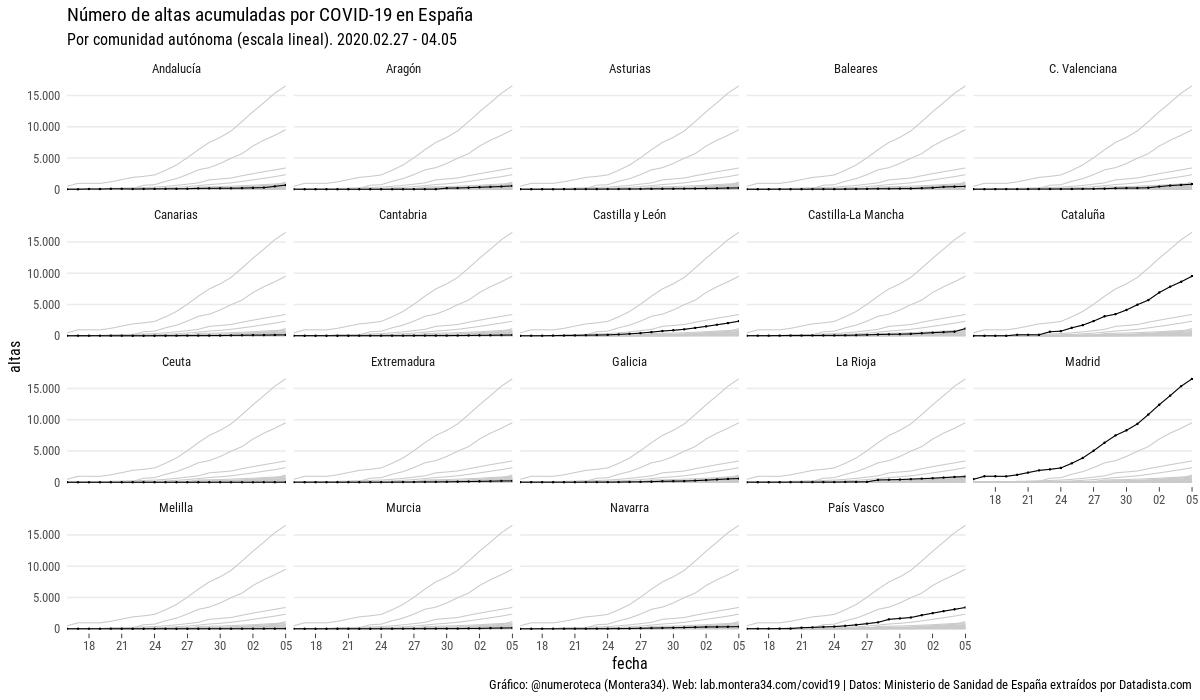 Número de altas acumuladas por COVID-19 en España
Por comunidad autónoma (escala lineal). 2020.02.27 - 04.05
Andalucía Aragón Asturias Baleares C. Valenciana
15.000
10.000
5.000
0
Canarias Cantabria Castilla y León Castilla-La Mancha Cataluña
15.000
10.000
5.000
0
altas
Ceuta Extremadura Galicia La Rioja Madrid
15.000
10.000
5.000
0
18 21 24 27 30 02 05
Melilla Murcia Navarra País Vasco
15.000
10.000
5.000
0
18 21 24 27 30 02 05 18 21 24 27 30 02 05 18 21 24 27 30 02 05 18 21 24 27 30 02 05
fecha
Gráfico: @numeroteca (Montera34). Web: lab.montera34.com/covid19 | Datos: Ministerio de Sanidad de España extraídos por Datadista.com